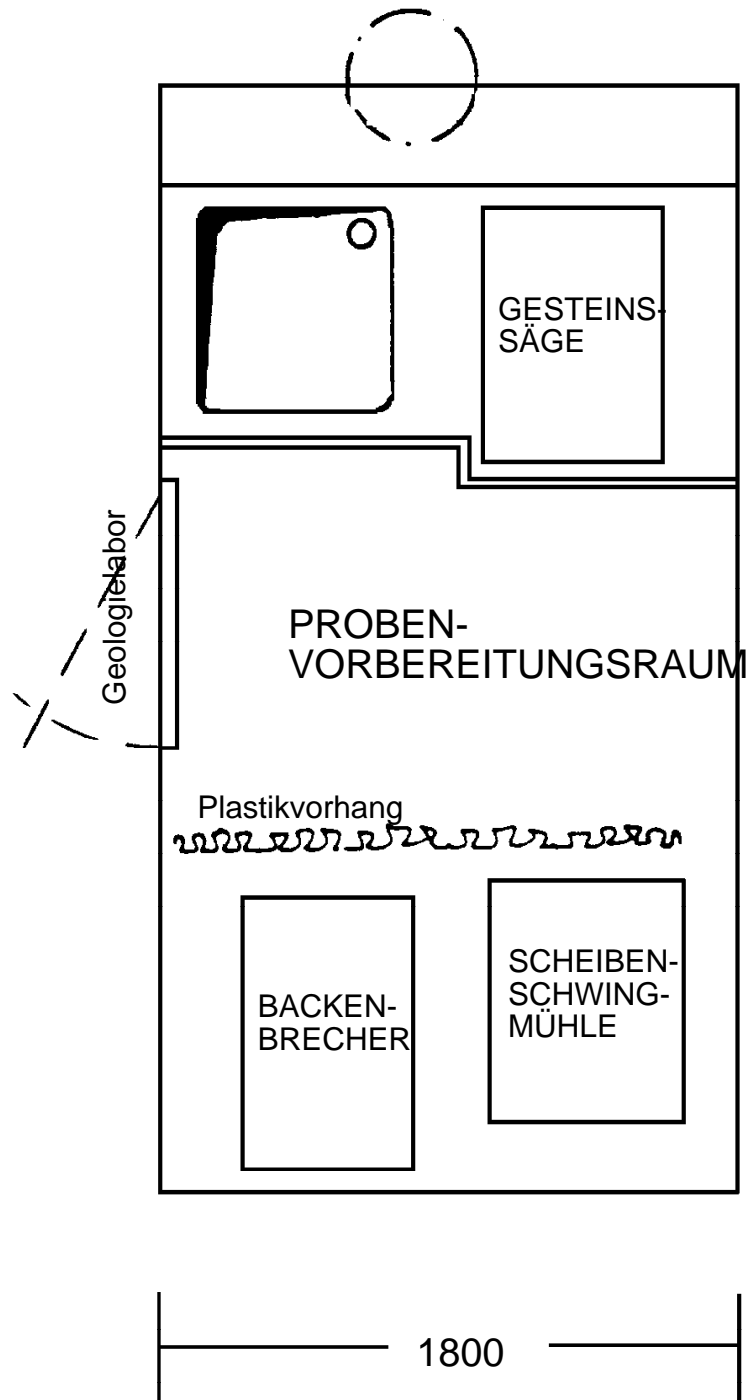 GESTEINS-
SÄGE
Geologielabor
PROBEN-
VORBEREITUNGSRAUM
Plastikvorhang
BACKEN-
BRECHER
SCHEIBEN-
SCHWING-
MÜHLE
1800